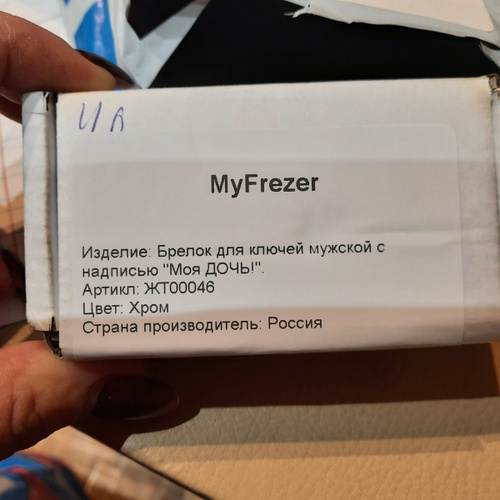 MyFrezer
Изделие: Брелок для ключей мужской с
надписью "Моя ДОЧЬ!".
Артикл: ЖТ00046
Цвет: Хром
Страна производитель: Россия